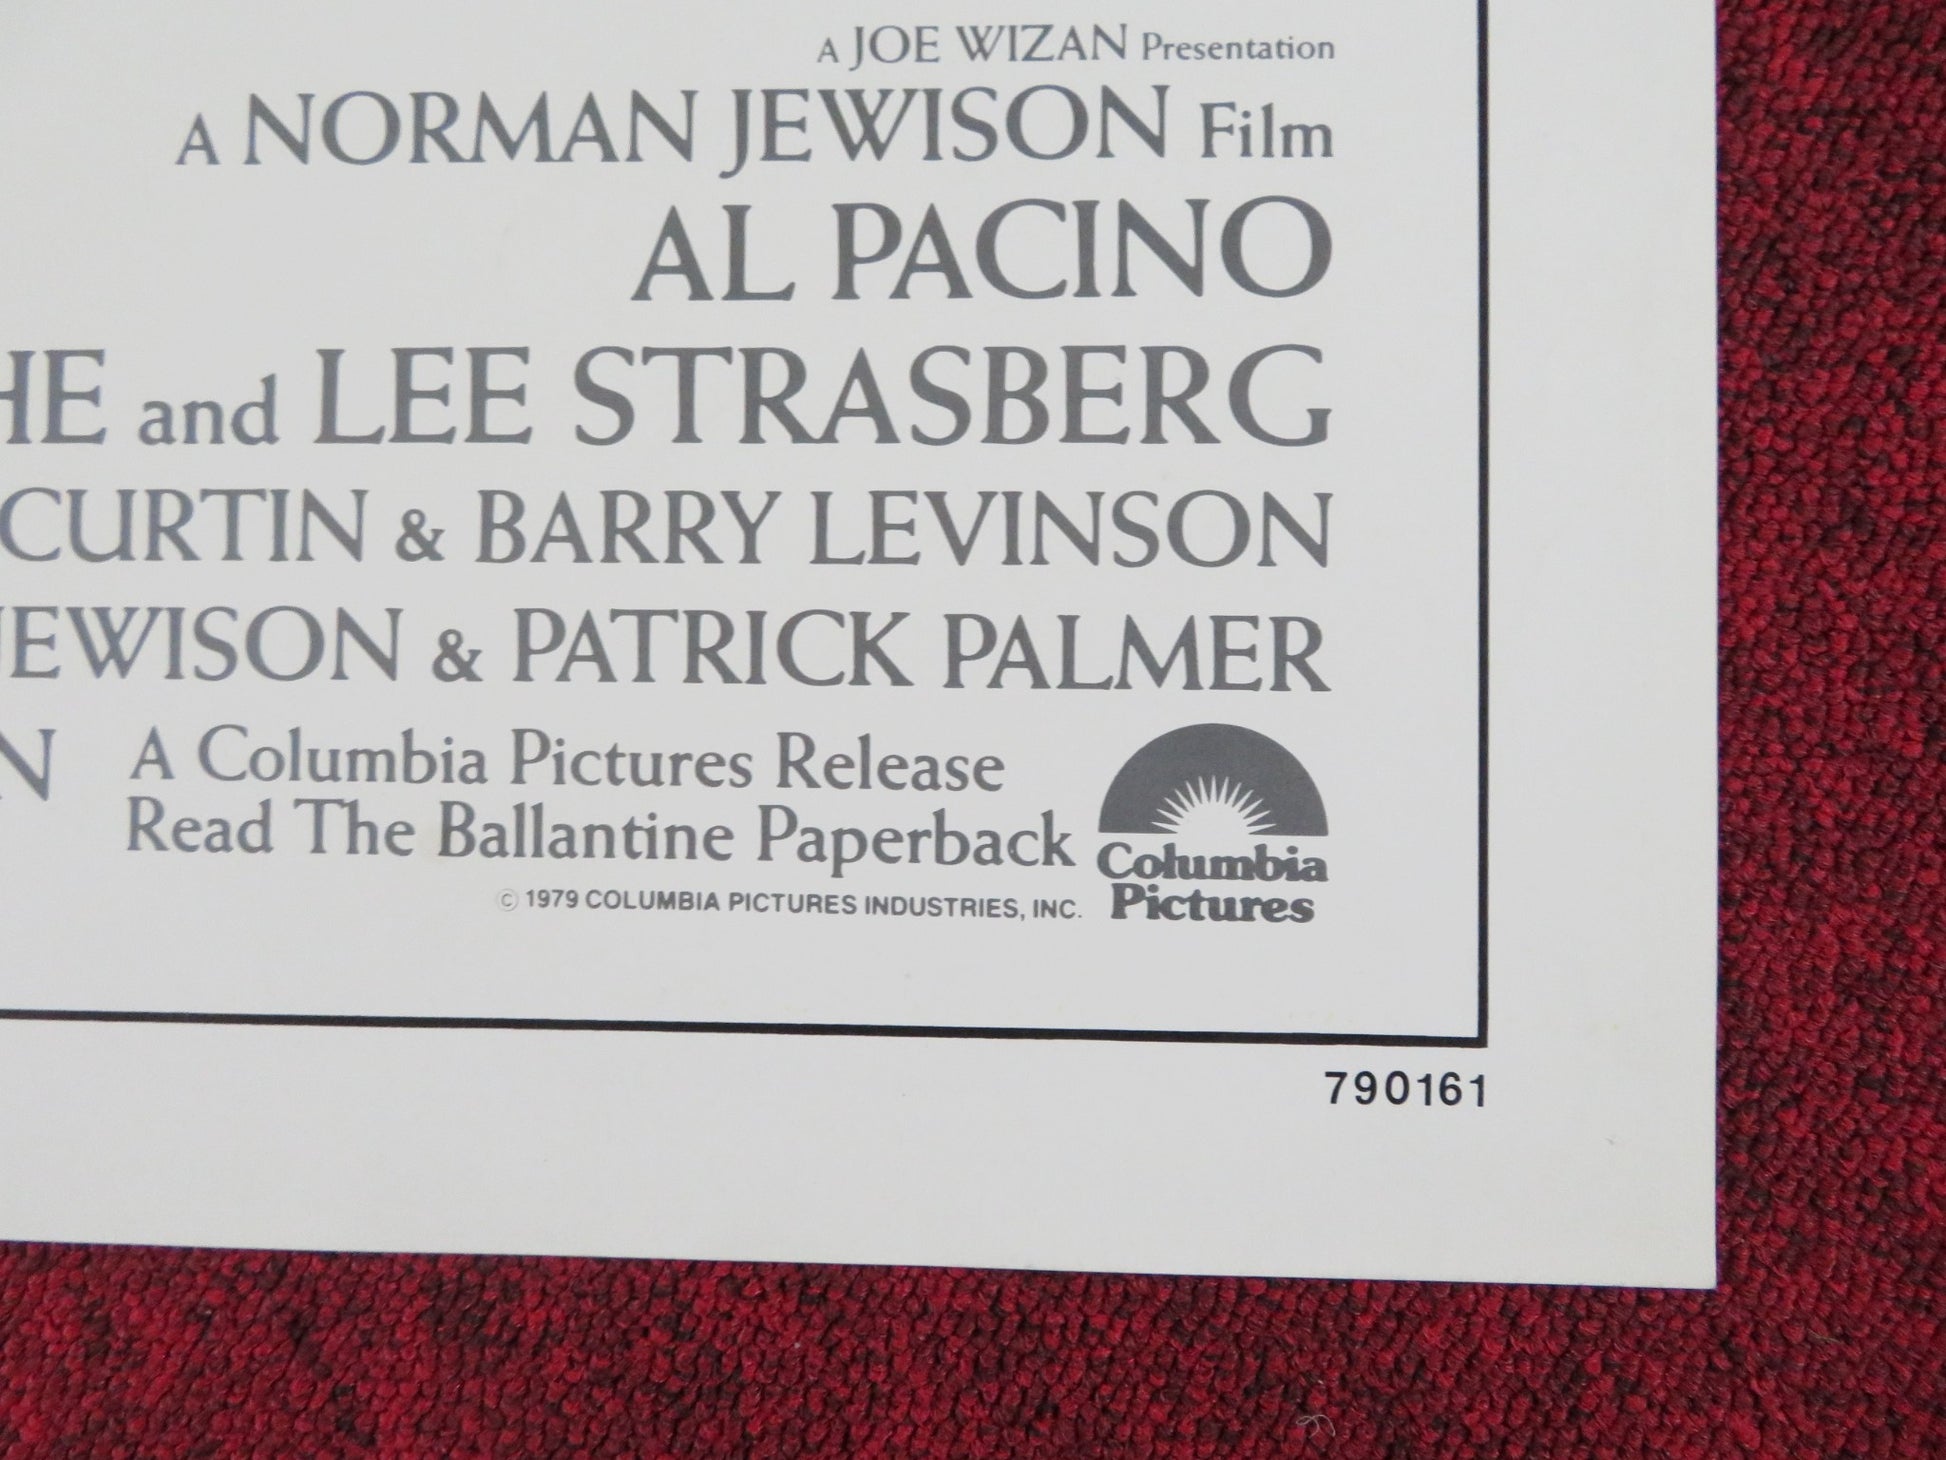 A JOE WIZAN Presentation
A NORMAN JEWISON Film
AL PACINO
HE and LEE STRASBERG
CURTIN & BARRY LEVINSON
JEWISON & PATRICK PALMER
N A Columbia Pictures Release
Read The Ballantine Paperback
© 1979 COLUMBIA PICTURES INDUSTRIES, INC.
Columbia
Pictures
790161